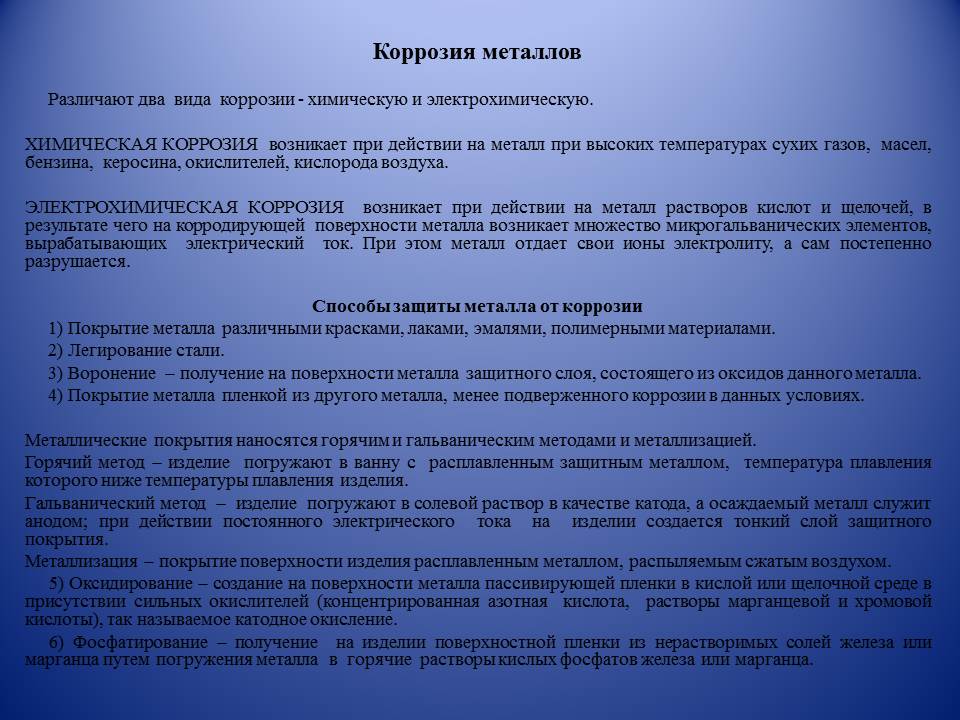 Коррозия металлов
Различают два вида коррозии - химическую и электрохимическую.
ХИМИЧЕСКАЯ КОРРОЗИЯ возникает при действии на металл при высоких температурах сухих газов, масел,
бензина, керосина, окислителей, кислорода воздуха.
ЭЛЕКТРОХИМИЧЕСКАЯ КОРРОЗИЯ возникает при действии на металл растворов кислот и щелочей, в
результате чего на корродирующей поверхности металла возникает множество микрогальванических элементов,
вырабатывающих электрический ток. При этом металл отдает свои ионы электролиту, а сам постепенно
разрушается.
Способы защиты металла от коррозии
1) Покрытие металла различными красками, лаками, эмалями, полимерными материалами.
2) Легирование стали.
3) Воронение – получение на поверхности металла защитного слоя, состоящего из оксидов данного металла.
4) Покрытие металла пленкой из другого металла, менее подверженного коррозии в данных условиях.
Металлические покрытия наносятся горячим и гальваническим методами и металлизацией.
Горячий метод – изделие погружают в ванну с расплавленным защитным металлом, температура плавления
которого ниже температуры плавления изделия.
Гальванический метод – изделие погружают в солевой раствор в качестве катода, а осаждаемый металл служит
анодом; при действии постоянного электрического тока на изделии создается тонкий слой защитного
покрытия.
Металлизация – покрытие поверхности изделия расплавленным металлом, распыляемым сжатым воздухом.
5) Оксидирование – создание на поверхности металла пассивирующей пленки в кислой или щелочной среде в
присутствии сильных окислителей (концентрированная азотная кислота, растворы марганцевой и хромовой
кислоты), так называемое катодное окисление.
6) Фосфатирование – получение на изделии поверхностной пленки из нерастворимых солей железа или
марганца путем погружения металла в горячие растворы кислых фосфатов железа или марганца.